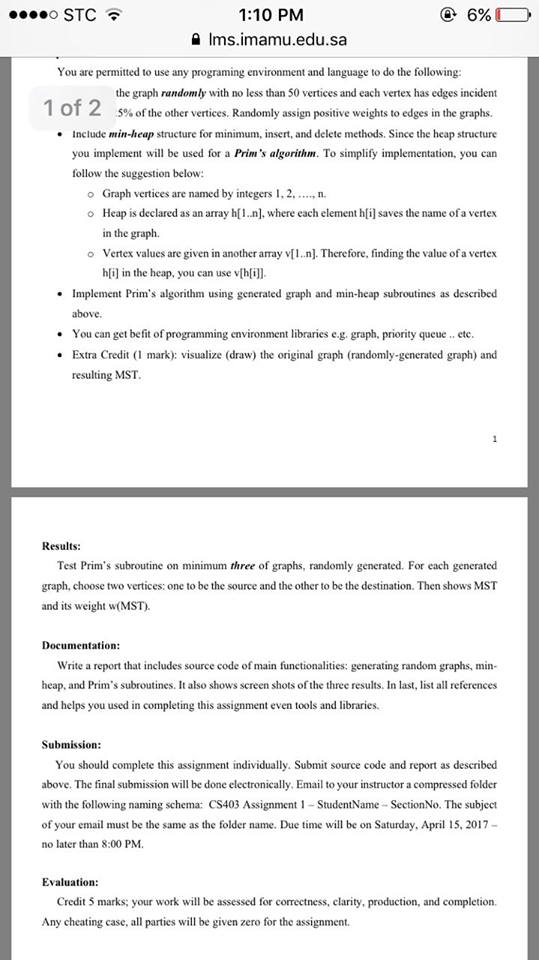 STC 1:10 PM 6%
lms.imamu.edu.sa
You are permitted to use any programing environment and language to do the following:
the graph randomly with no less than 50 vertices and each vertex has edges incident
1 of 2
5% of the other vertices. Randomly assign positive weights to edges in the graphs.
• Include min-heap structure for minimum, insert, and delete methods. Since the heap structure
you implement will be used for a Prim's algorithm. To simplify implementation, you can
follow the suggestion below:
o Graph vertices are named by integers 1, 2, …., n.
o Heap is declared as an array h[1..n], where each element h[i] saves the name of a vertex
in the graph.
o Vertex values are given in another array v[1..n]. Therefore, finding the value of a vertex
h[i] in the heap, you can use v[h[i]].
• Implement Prim's algorithm using generated graph and min-heap subroutines as described
above.
• You can get befit of programming environment libraries e.g. graph, priority queue .. etc.
• Extra Credit (1 mark): visualize (draw) the original graph (randomly-generated graph) and
resulting MST.
1
Results:
Test Prim's subroutine on minimum three of graphs, randomly generated. For each generated
graph, choose two vertices: one to be the source and the other to be the destination. Then shows MST
and its weight w(MST).
Documentation:
Write a report that includes source code of main functionalities: generating random graphs, min-
heap, and Prim's subroutines. It also shows screen shots of the three results. In last, list all references
and helps you used in completing this assignment even tools and libraries.
Submission:
You should complete this assignment individually. Submit source code and report as described
above. The final submission will be done electronically. Email to your instructor a compressed folder
with the following naming schema: CS403 Assignment 1 – StudentName – SectionNo. The subject
of your email must be the same as the folder name. Due time will be on Saturday, April 15, 2017 –
no later than 8:00 PM.
Evaluation:
Credit 5 marks; your work will be assessed for correctness, clarity, production, and completion.
Any cheating case, all parties will be given zero for the assignment.